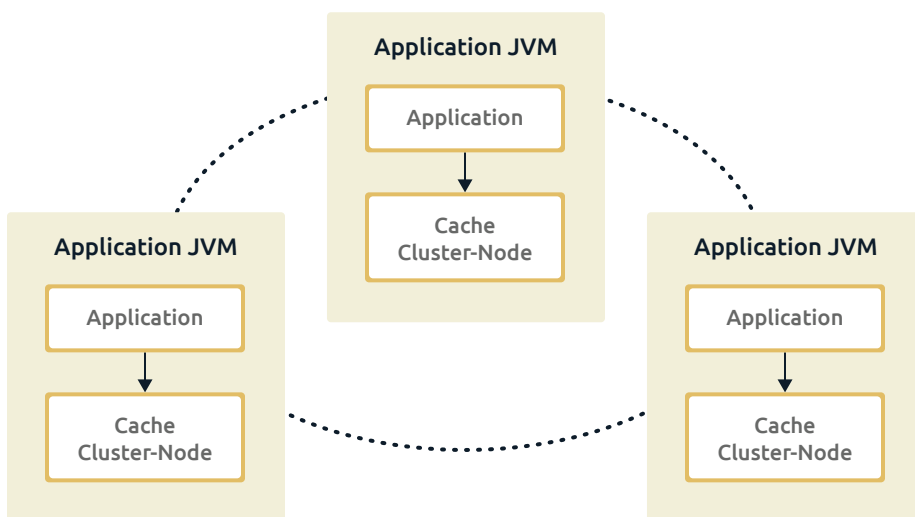 Application JVM
Application
Cache
Cluster-Node
Application JVM
Application
Cache
Cluster-Node
Application JVM
Application
Cache
Cluster-Node